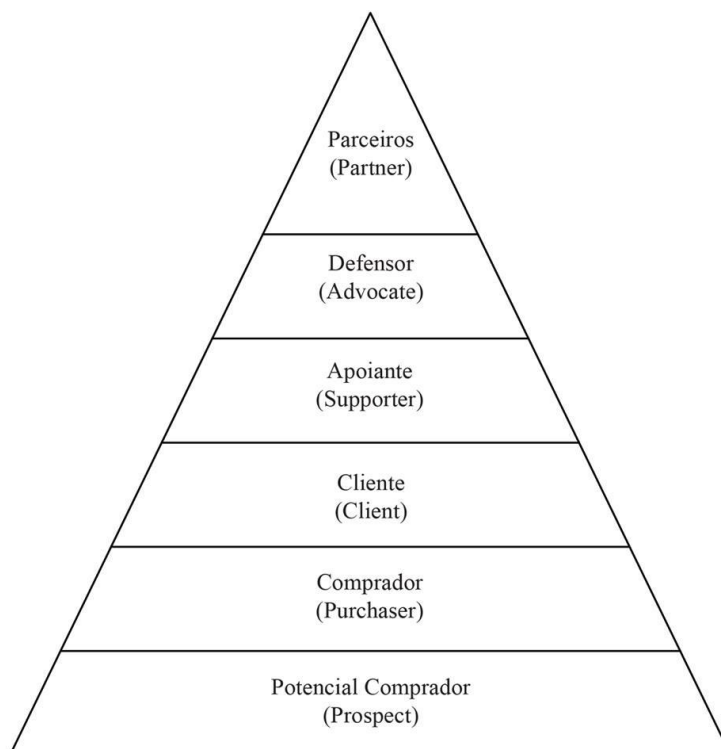 Parceiros
(Partner)
Defensor
(Advocate)
Apoiante
(Supporter)
Cliente
(Client)
Comprador
(Purchaser)
Potencial Comprador
(Prospect)